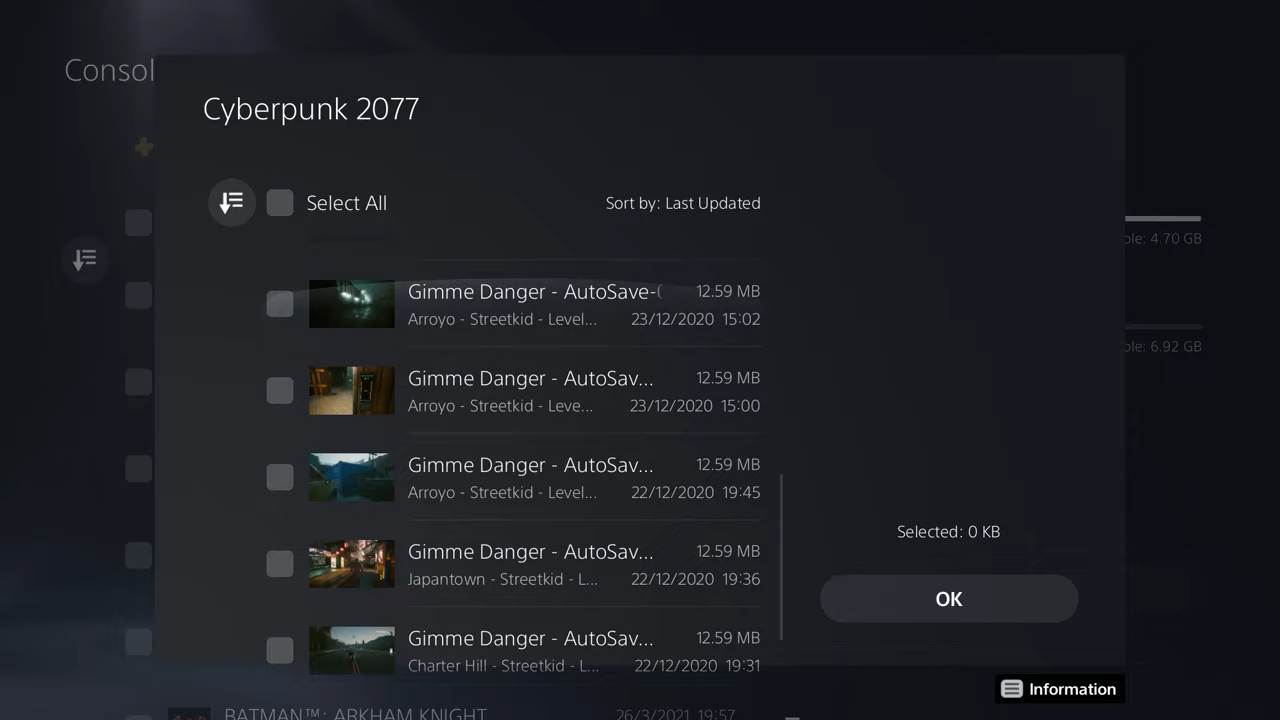 Consol
Cyberpunk 2077
Select All
Sort by: Last Updated
ble: 4.70 GB
Gimme Danger - AutoSave-(
12.59 MB
Arroyo - Streetkid - Level...
23/12/2020 15:02
ble: 6.92 GB
Gimme Danger - AutoSav...
12.59 MB
Arroyo - Streetkid - Leve...
23/12/2020 15:00
Gimme Danger - AutoSav...
12.59 MB
Arroyo - Streetkid - Level...
22/12/2020 19:45
Selected: 0 KB
Gimme Danger - AutoSav...
12.59 MB
Japantown - Streetkid - L...
22/12/2020 19:36
OK
Gimme Danger - AutoSav...
12.59 MB
Charter Hill - Streetkid - L...
22/12/2020 19:31
Information
BATMAN™: ARKHAM KNIGHT
26/3/2021 19:57